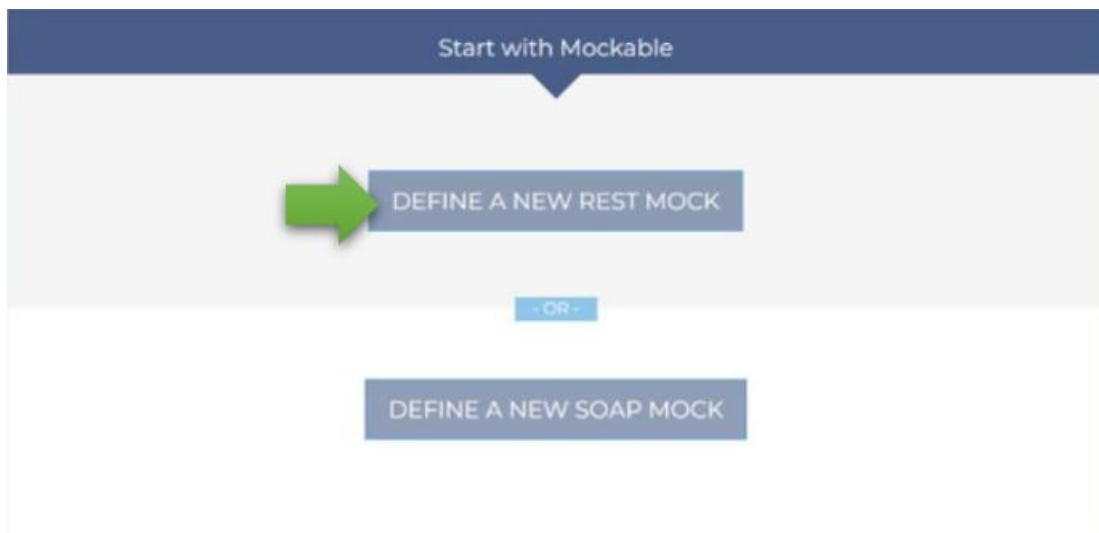 Start with Mockable
DEFINE A NEW REST MOCK
- OR -
DEFINE A NEW SOAP MOCK